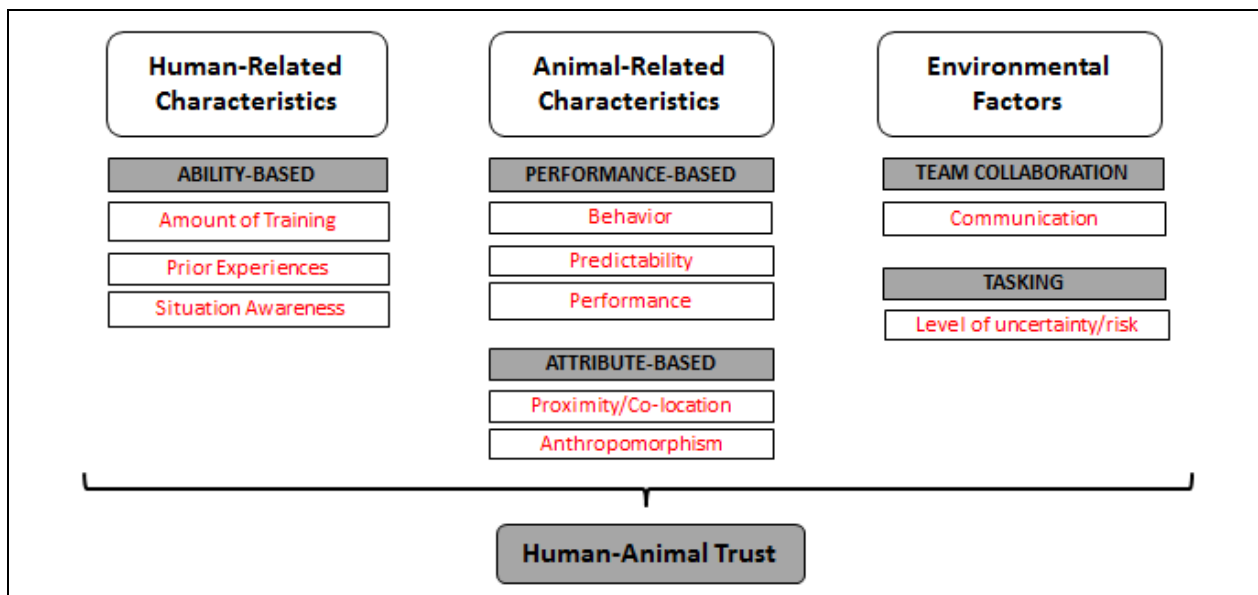 Human-Related
Characteristics
ABILITY-BASED
Amount of Training
Prior Experiences
Situation Awareness
Animal-Related
Characteristics
PERFORMANCE-BASED
Behavior
Predictability
Performance
ATTRIBUTE-BASED
Proximity/Co-location
Anthropomorphism
Environmental
Factors
TEAM COLLABORATION
Communication
TASKING
Level of uncertainty/risk
Human-Animal Trust